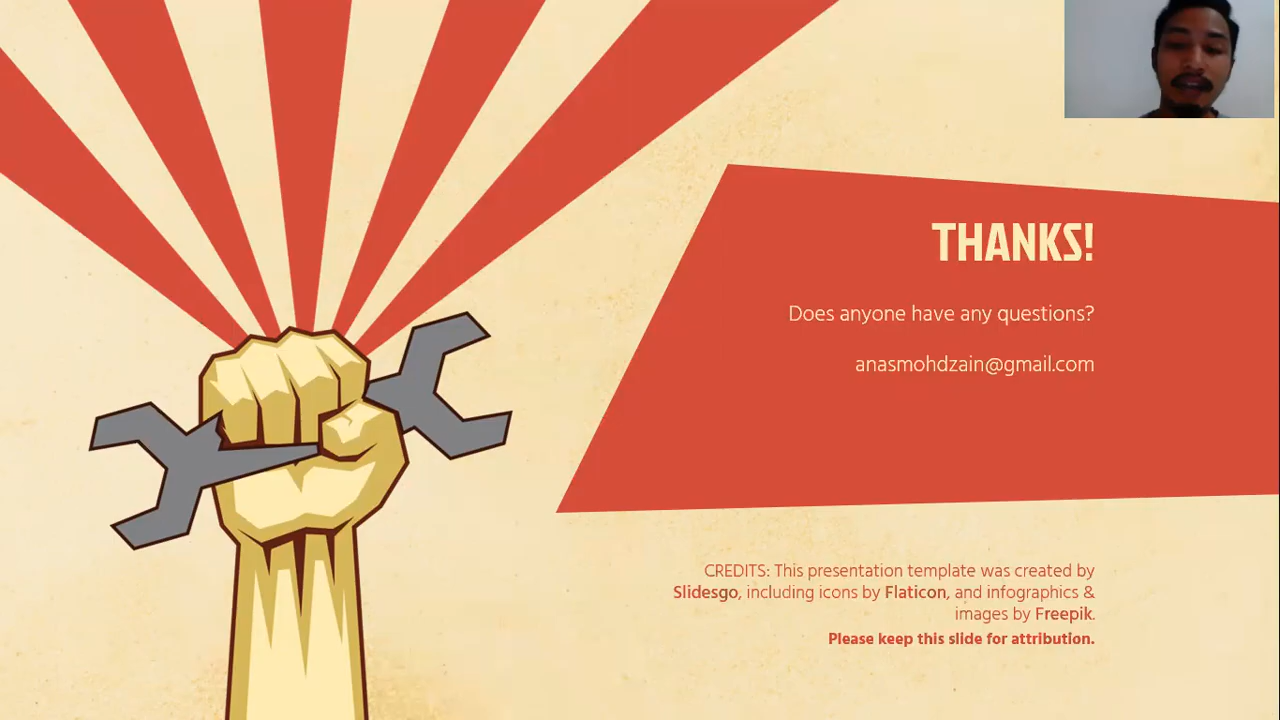 THANKS!
Does anyone have any questions?
anasmohdzain@gmail.com
CREDITS: This presentation template was created by
Slidesgo, including icons by Flaticon, and infographics &
images by Freepik.
Please keep this slide for attribution.